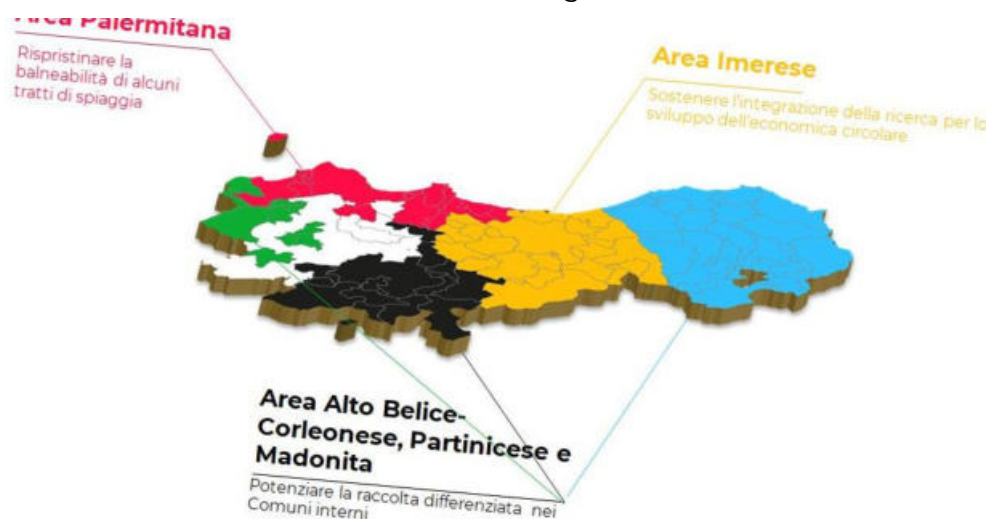 Area Palermitana
Rispristinare la
balneabilità di alcuni
tratti di spiaggia
Area Imerese
Sostenere l'integrazione della ricerca per lo
sviluppo dell'economica circolare
Area Alto Belice-
Corleonese, Partinicese e
Madonita
Potenziare la raccolta differenziata nei
Comuni interni